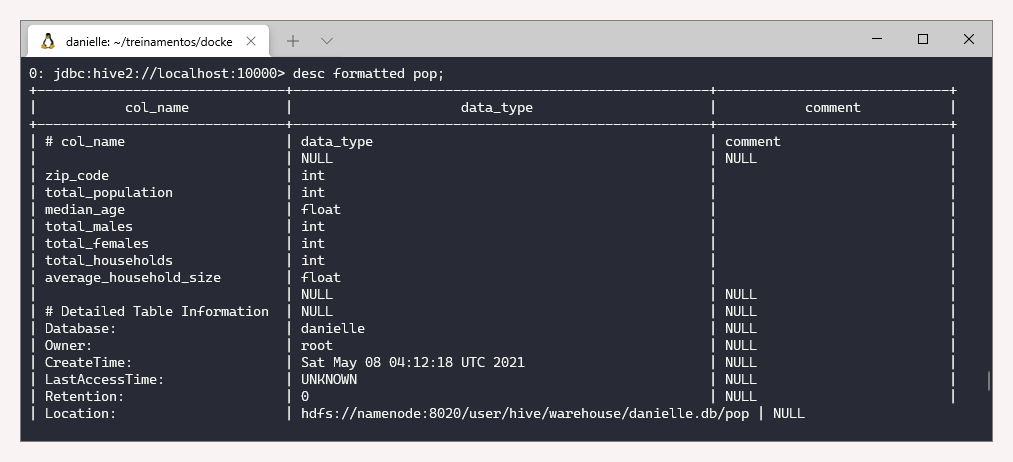 danielle: ~/treinamentos/docke
0: jdbc:hive2://localhost:10000> desc formatted pop;
+--------------------------------+-----------------------------------------------------+------------------------------+
| col_name | data_type | comment |
+--------------------------------+-----------------------------------------------------+------------------------------+
| # col_name | data_type | comment |
| | NULL | NULL |
| zip_code | int | |
| total_population | int | |
| median_age | float | |
| total_males | int | |
| total_females | int | |
| total_households | int | |
| average_household_size | float | |
| | NULL | NULL |
| # Detailed Table Information | NULL | NULL |
| Database: | danielle | NULL |
| Owner: | root | NULL |
| CreateTime: | Sat May 08 04:12:18 UTC 2021 | NULL |
| LastAccessTime: | UNKNOWN | NULL |
| Retention: | 0 | NULL |
| Location: | hdfs://namenode:8020/user/hive/warehouse/danielle.db/pop | NULL